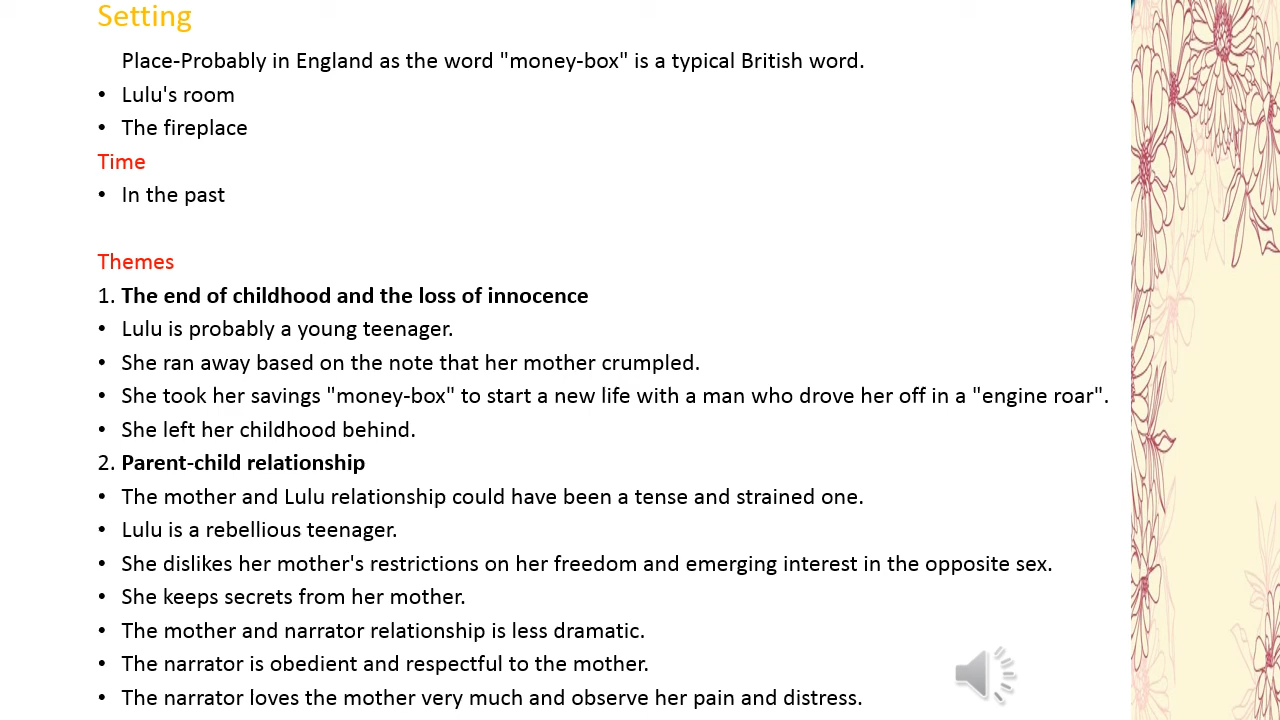 Setting
Place-Probably in England as the word "money-box" is a typical British word.
• Lulu's room
• The fireplace
Time
• In the past
Themes
1. The end of childhood and the loss of innocence
• Lulu is probably a young teenager.
• She ran away based on the note that her mother crumpled.
• She took her savings "money-box" to start a new life with a man who drove her off in a "engine roar".
• She left her childhood behind.
2. Parent-child relationship
• The mother and Lulu relationship could have been a tense and strained one.
• Lulu is a rebellious teenager.
• She dislikes her mother's restrictions on her freedom and emerging interest in the opposite sex.
• She keeps secrets from her mother.
• The mother and narrator relationship is less dramatic.
• The narrator is obedient and respectful to the mother.
• The narrator loves the mother very much and observe her pain and distress.